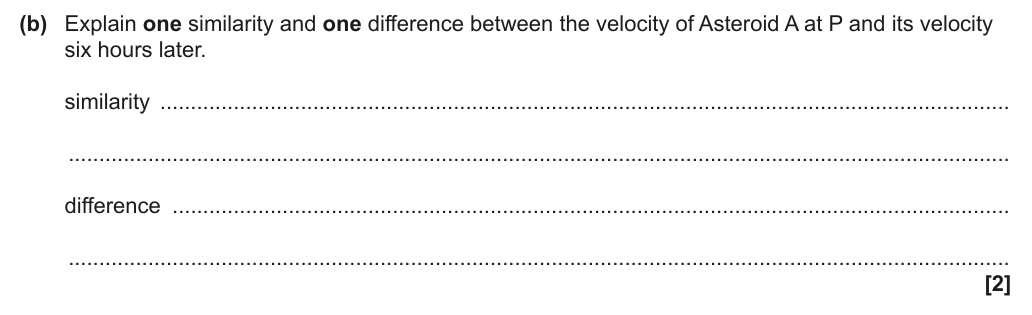 (b) Explain one similarity and one difference between the velocity of Asteroid A at P and its velocity
six hours later.
similarity ..........................................................................................................................................
..........................................................................................................................................................
difference ..........................................................................................................................................
..........................................................................................................................................................
[2]